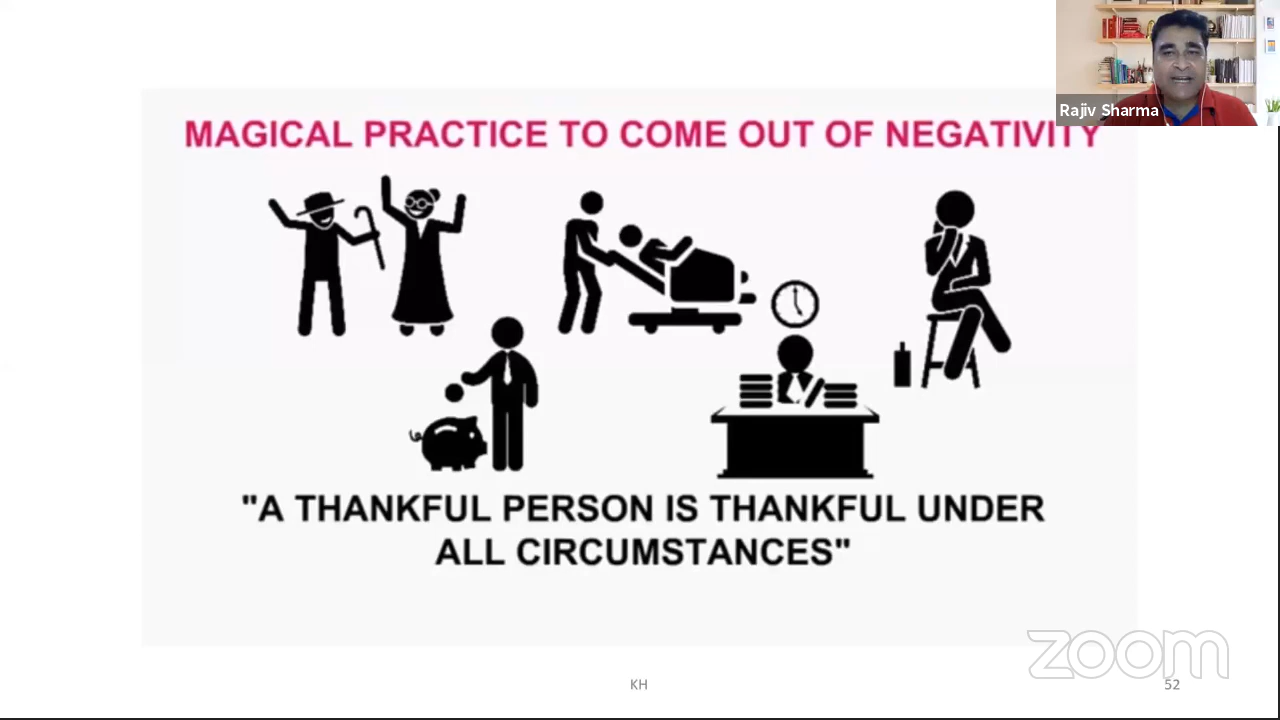 Rajiv Sharma
MAGICAL PRACTICE TO COME OUT OF NEGATIVITY
"A THANKFUL PERSON IS THANKFUL UNDER
ALL CIRCUMSTANCES"
zoom
KH
52